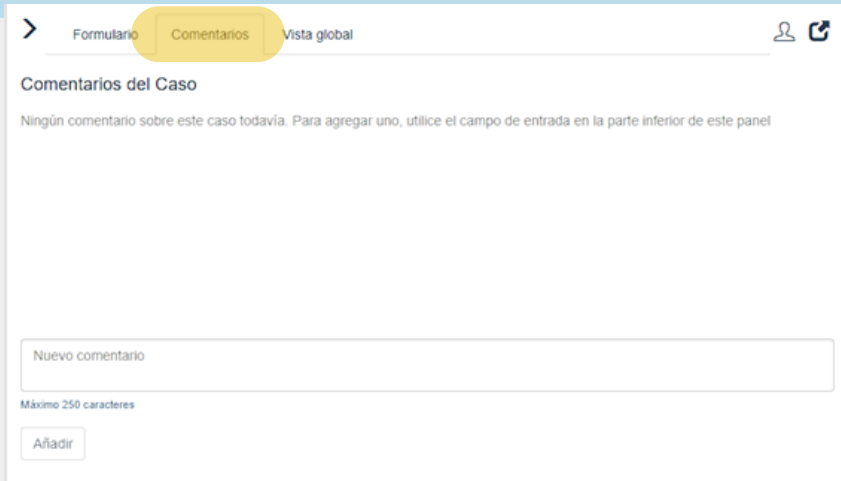 Formulario Comentarios Vista global
Comentarios del Caso
Ningún comentario sobre este caso todavía. Para agregar uno, utilice el campo de entrada en la parte inferior de este panel
Nuevo comentario
Máximo 250 caracteres
Añadir